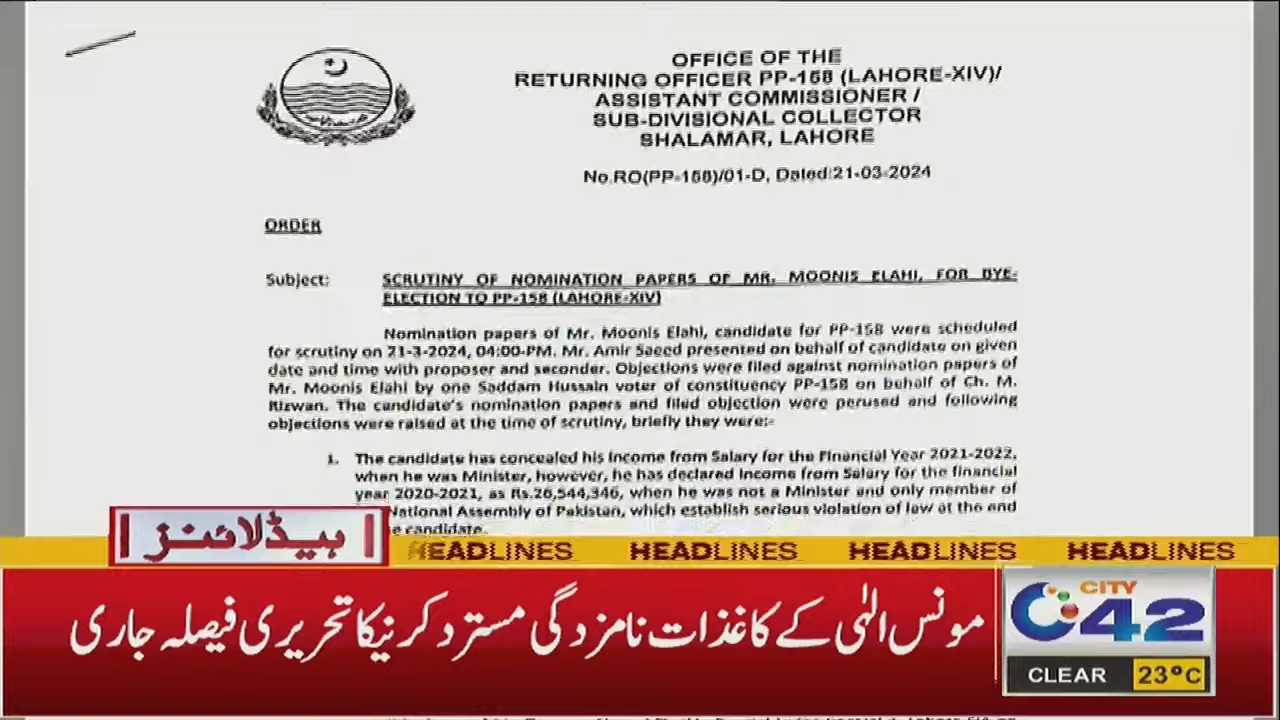 OFFICE OF THE
RETURNING OFFICER PP-158 (LAHORE-XIV)/
ASSISTANT COMMISSIONER /
SUB-DIVISIONAL COLLECTOR
SHALAMAR, LAHORE
No.RO(PP-158)/01-D, Dated:21-03-2024
ORDER
Subject: SCRUTINY OF NOMINATION PAPERS OF MR. MOONIS ELAHI, FOR BYE-
ELECTION TO PP-158 (LAHORE-XIV)
Nomination papers of Mr. Moonis Elahi, candidate for PP-158 were scheduled
for scrutiny on 21-3-2024, 04:00-PM. Mr. Amir Saeed presented on behalf of candidate on given
date and time with proposer and seconder. Objections were filed against nomination papers of
Mr. Moonis Elahi by one Saddam Hussain voter of constituency PP-158 on behalf of Ch. M.
Rizwan. The candidate's nomination papers and filed objection were perused and following
objections were raised at the time of scrutiny, briefly they were:-
1. The candidate has concealed his Income from Salary for the Financial Year 2021-2022,
when he was Minister, however, he has declared Income from Salary for the financial
year 2020-2021, as Rs.26,544,346, when he was not a Minister and only member of
National Assembly of Pakistan, which establish serious violation of law at the end
candidate.
ہیڈلائنز
HEADLINES HEADLINES HEADLINES HEADLINES
مونس الہٰی کے کاغذات نامزدگی مسترد کرنیکا تحریری فیصلہ جاری
CITY
42
CLEAR 23°C